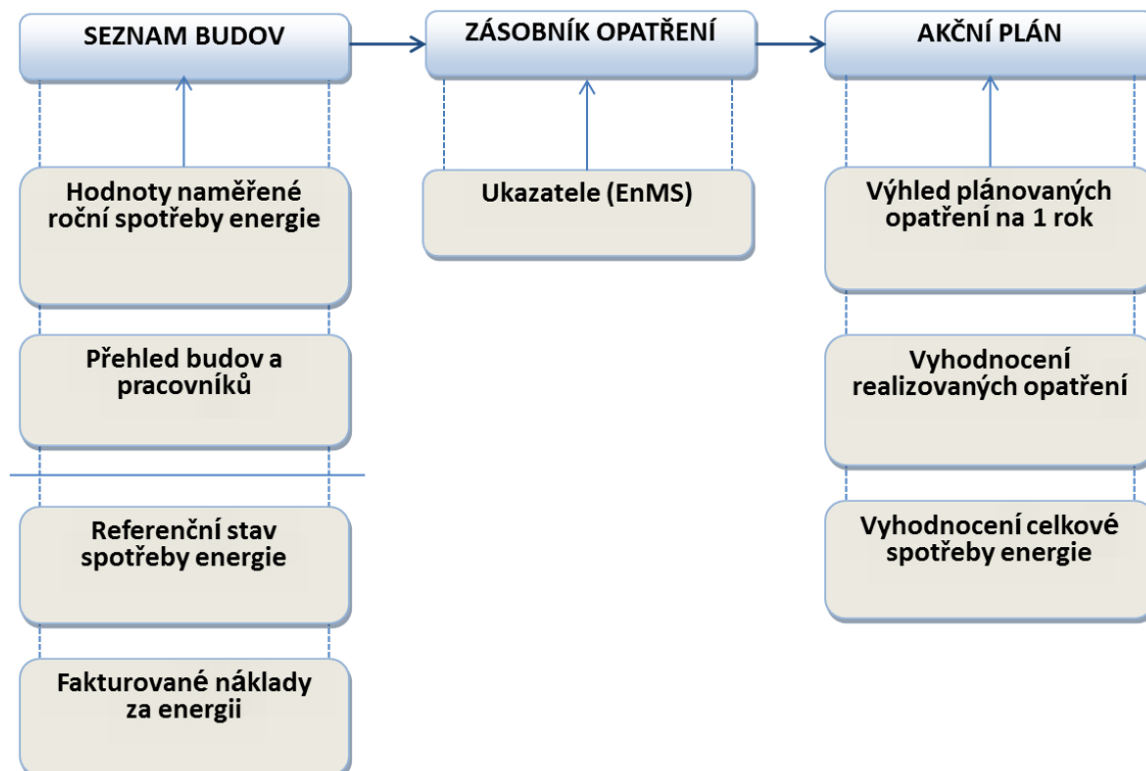 SEZNAM BUDOV
ZÁSOBNÍK OPATŘENÍ
AKČNÍ PLÁN
Hodnoty naměřené
roční spotřeby energie
Ukazatele (EnMS)
Výhled plánovaných
opatření na 1 rok
Přehled budov a
pracovníků
Vyhodnocení
realizovaných opatření
Referenční stav
spotřeby energie
Vyhodnocení celkové
spotřeby energie
Fakturované náklady
za energii